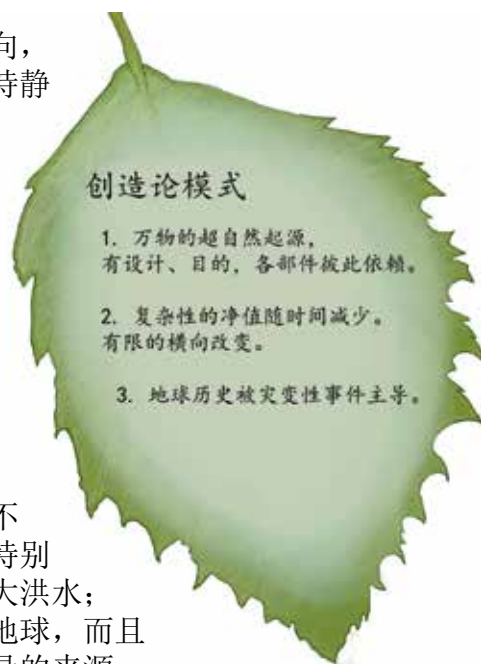 向，
持静
创造论模式
1. 万物的超自然起源，
有设计、目的，各部件彼此依赖。
2. 复杂性的净值随时间减少。
有限的横向改变。
3. 地球历史被灾变性事件主导。
不
特别
大洪水；
地球，而且
的来源